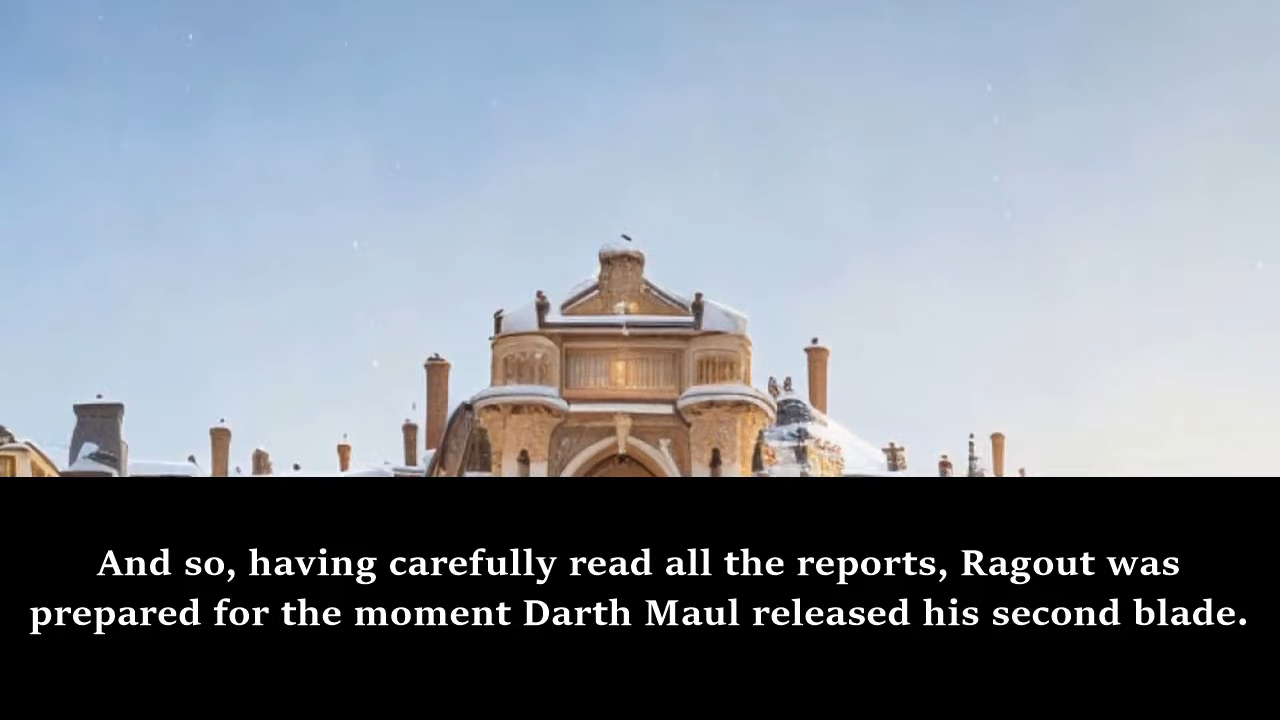 And so, having carefully read all the reports, Ragout was
prepared for the moment Darth Maul released his second blade.